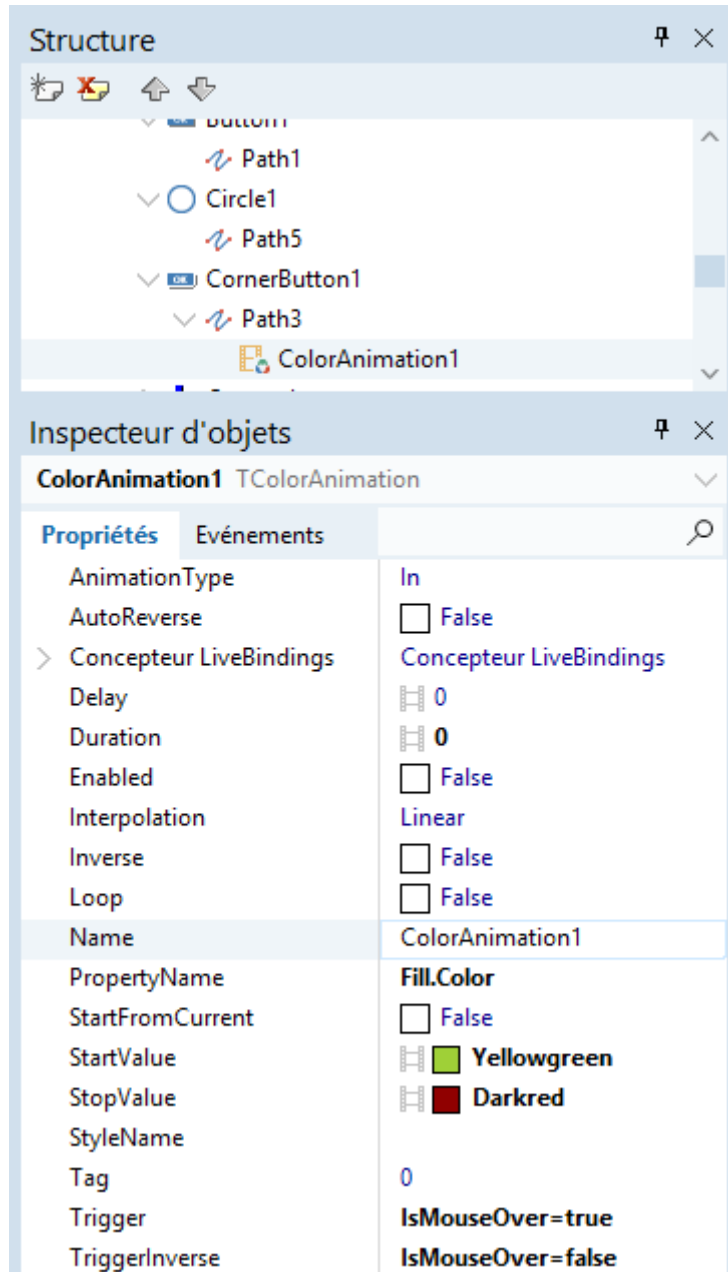 Structure
Button1
Path1
Circle1
Path5
CornerButton1
Path3
ColorAnimation1
Inspecteur d'objets
ColorAnimation1 TColorAnimation
Propriétés Evénements
AnimationType In
AutoReverse False
Concepteur LiveBindings Concepteur LiveBindings
Delay 0
Duration 0
Enabled False
Interpolation Linear
Inverse False
Loop False
Name ColorAnimation1
PropertyName Fill.Color
StartFromCurrent False
StartValue Yellowgreen
StopValue Darkred
StyleName
Tag 0
Trigger IsMouseOver=true
TriggerInverse IsMouseOver=false